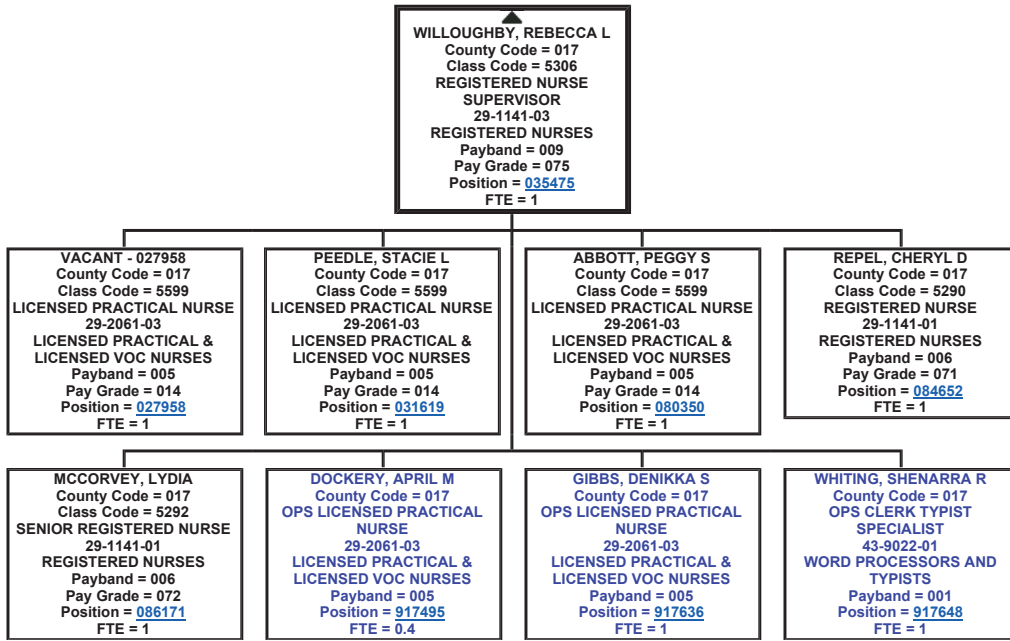 WILLOUGHBY, REBECCA L
County Code = 017
Class Code = 5306
REGISTERED NURSE
SUPERVISOR
29-1141-03
REGISTERED NURSES
Payband = 009
Pay Grade = 075
Position = 035475
FTE = 1
VACANT - 027958
County Code = 017
Class Code = 5599
LICENSED PRACTICAL NURSE
29-2061-03
LICENSED PRACTICAL &
LICENSED VOC NURSES
Payband = 005
Pay Grade = 014
Position = 027958
FTE = 1
PEEDLE, STACIE L
County Code = 017
Class Code = 5599
LICENSED PRACTICAL NURSE
29-2061-03
LICENSED PRACTICAL &
LICENSED VOC NURSES
Payband = 005
Pay Grade = 014
Position = 031619
FTE = 1
ABBOTT, PEGGY S
County Code = 017
Class Code = 5599
LICENSED PRACTICAL NURSE
29-2061-03
LICENSED PRACTICAL &
LICENSED VOC NURSES
Payband = 005
Pay Grade = 014
Position = 080350
FTE = 1
REPEL, CHERYL D
County Code = 017
Class Code = 5290
REGISTERED NURSE
29-1141-01
REGISTERED NURSES
Payband = 006
Pay Grade = 071
Position = 084652
FTE = 1
MCCORVEY, LYDIA
County Code = 017
Class Code = 5292
SENIOR REGISTERED NURSE
29-1141-01
REGISTERED NURSES
Payband = 006
Pay Grade = 072
Position = 086171
FTE = 1
DOCKERY, APRIL M
County Code = 017
OPS LICENSED PRACTICAL
NURSE
29-2061-03
LICENSED PRACTICAL &
LICENSED VOC NURSES
Payband = 005
Position = 917495
FTE = 0.4
GIBBS, DENIKKA S
County Code = 017
OPS LICENSED PRACTICAL
NURSE
29-2061-03
LICENSED PRACTICAL &
LICENSED VOC NURSES
Payband = 005
Position = 917636
FTE = 1
WHITING, SHENARRA R
County Code = 017
OPS CLERK TYPIST
SPECIALIST
43-9022-01
WORD PROCESSORS AND
TYPISTS
Payband = 001
Position = 917648
FTE = 1